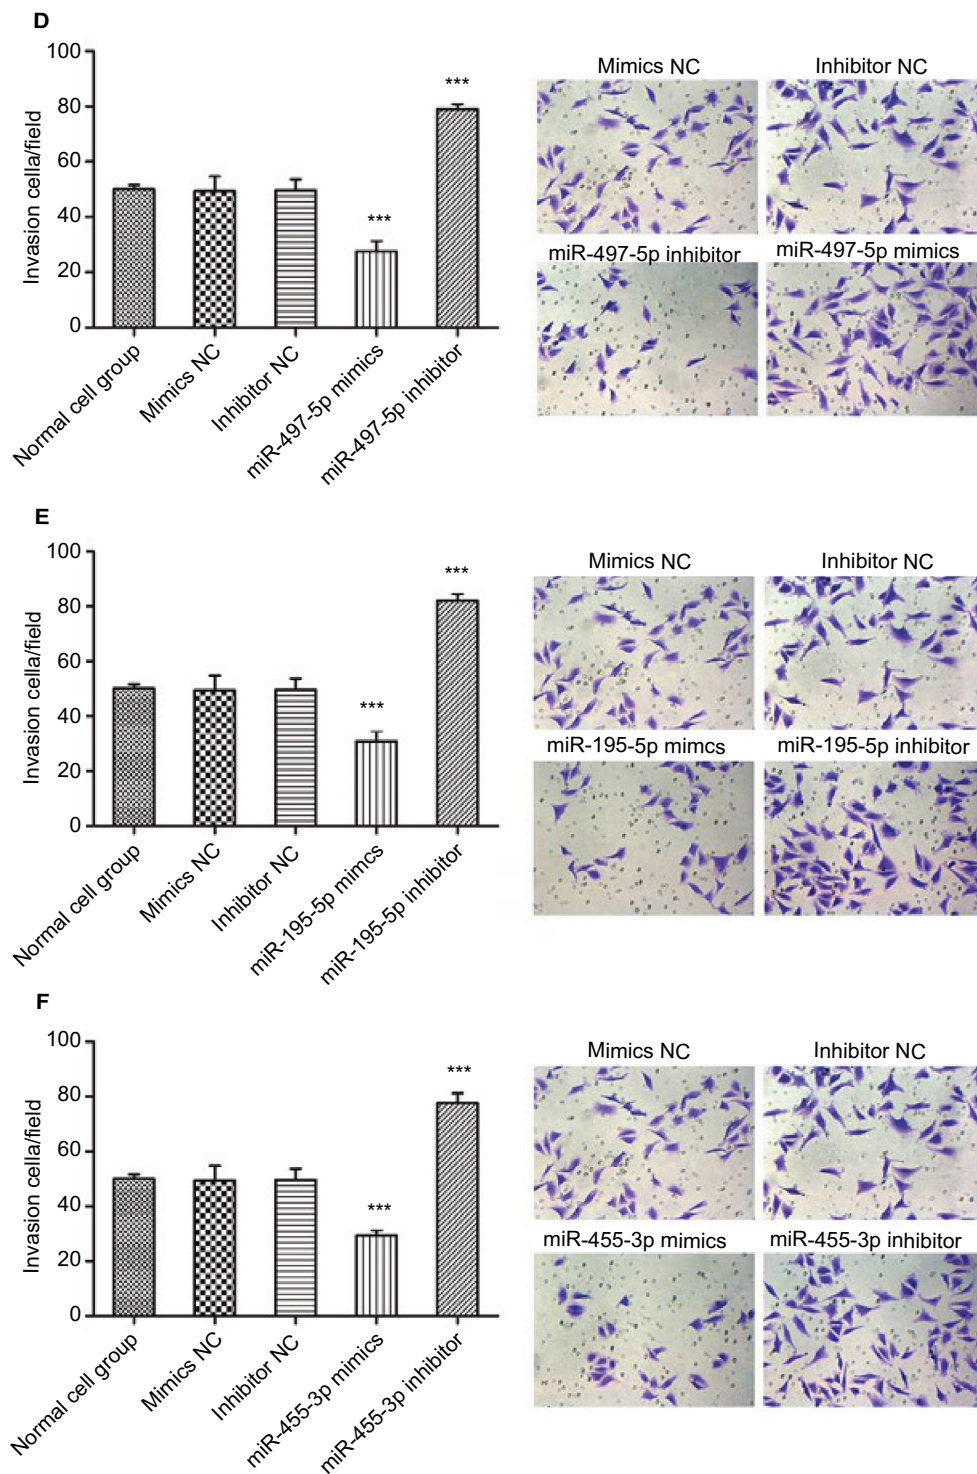 D
100
80
60
40
20
0
Invasion cella/field
***
***
Normal cell group
Mimics NC
Inhibitor NC
miR-497-5p mimics
miR-497-5p inhibitor
Mimics NC
Inhibitor NC
miR-497-5p inhibitor
miR-497-5p mimics
E
100
80
60
40
20
0
Invasion cella/field
***
***
Normal cell group
Mimics NC
Inhibitor NC
miR-195-5p mimcs
miR-195-5p inhibitor
Mimics NC
Inhibitor NC
miR-195-5p mimcs
miR-195-5p inhibitor
F
100
80
60
40
20
0
Invasion cella/field
***
***
Normal cell group
Mimics NC
Inhibitor NC
miR-455-3p mimics
miR-455-3p inhibitor
Mimics NC
Inhibitor NC
miR-455-3p mimics
miR-455-3p inhibitor